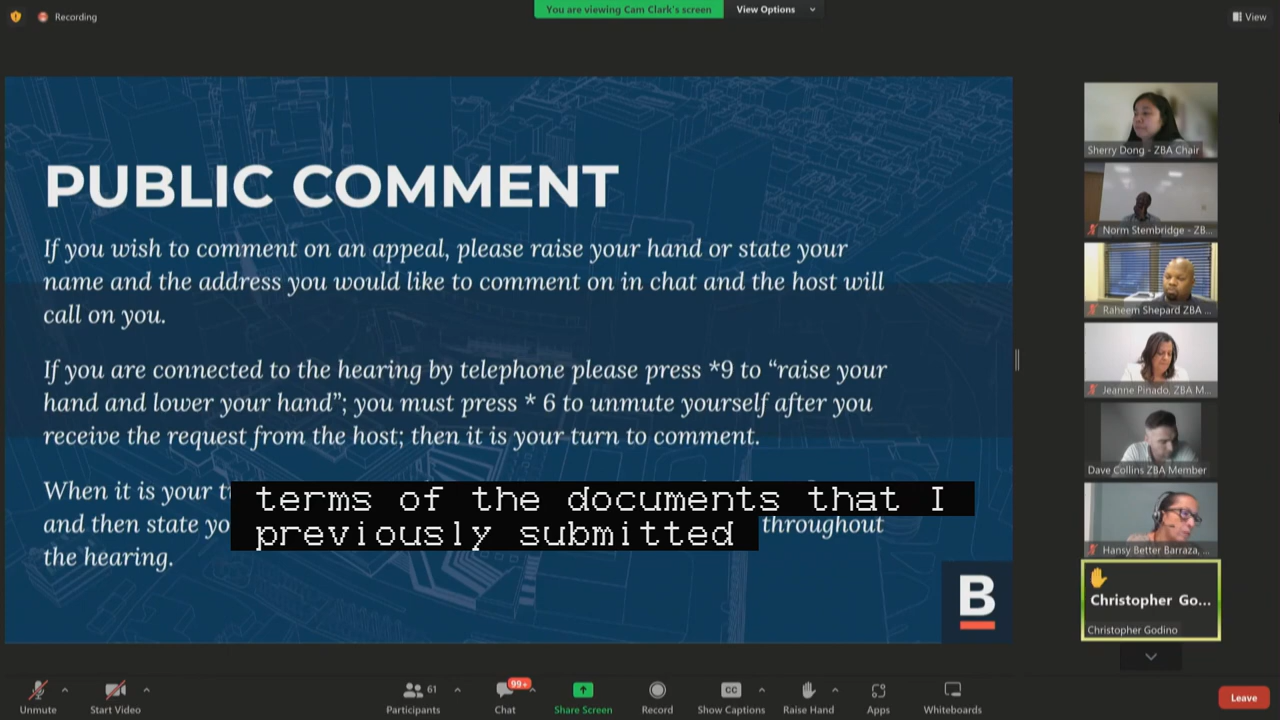 Recording
You are viewing Cam Clark's screen
View Options
View
PUBLIC COMMENT
If you wish to comment on an appeal, please raise your hand or state your
name and the address you would like to comment on in chat and the host will
call on you.
If you are connected to the hearing by telephone please press *9 to “raise your
hand and lower your hand”; you must press * 6 to unmute yourself after you
receive the request from the host; then it is your turn to comment.
When it is your
and then state
throughout
the hearing.
terms of the documents that I
previously submitted
B
Sherry Dong - ZBA Chair
Norm Stembridge - ZB...
Raheem Shepard ZBA ...
Jeanne Pinado, ZBA M...
Dave Collins ZBA Member
Hansy Better Barraza, ...
Christopher Go...
Christopher Godino
Unmute
Start Video
Participants
61
Chat
99+
Share Screen
Record
CC
Show Captions
Raise Hand
Apps
Whiteboards
Leave